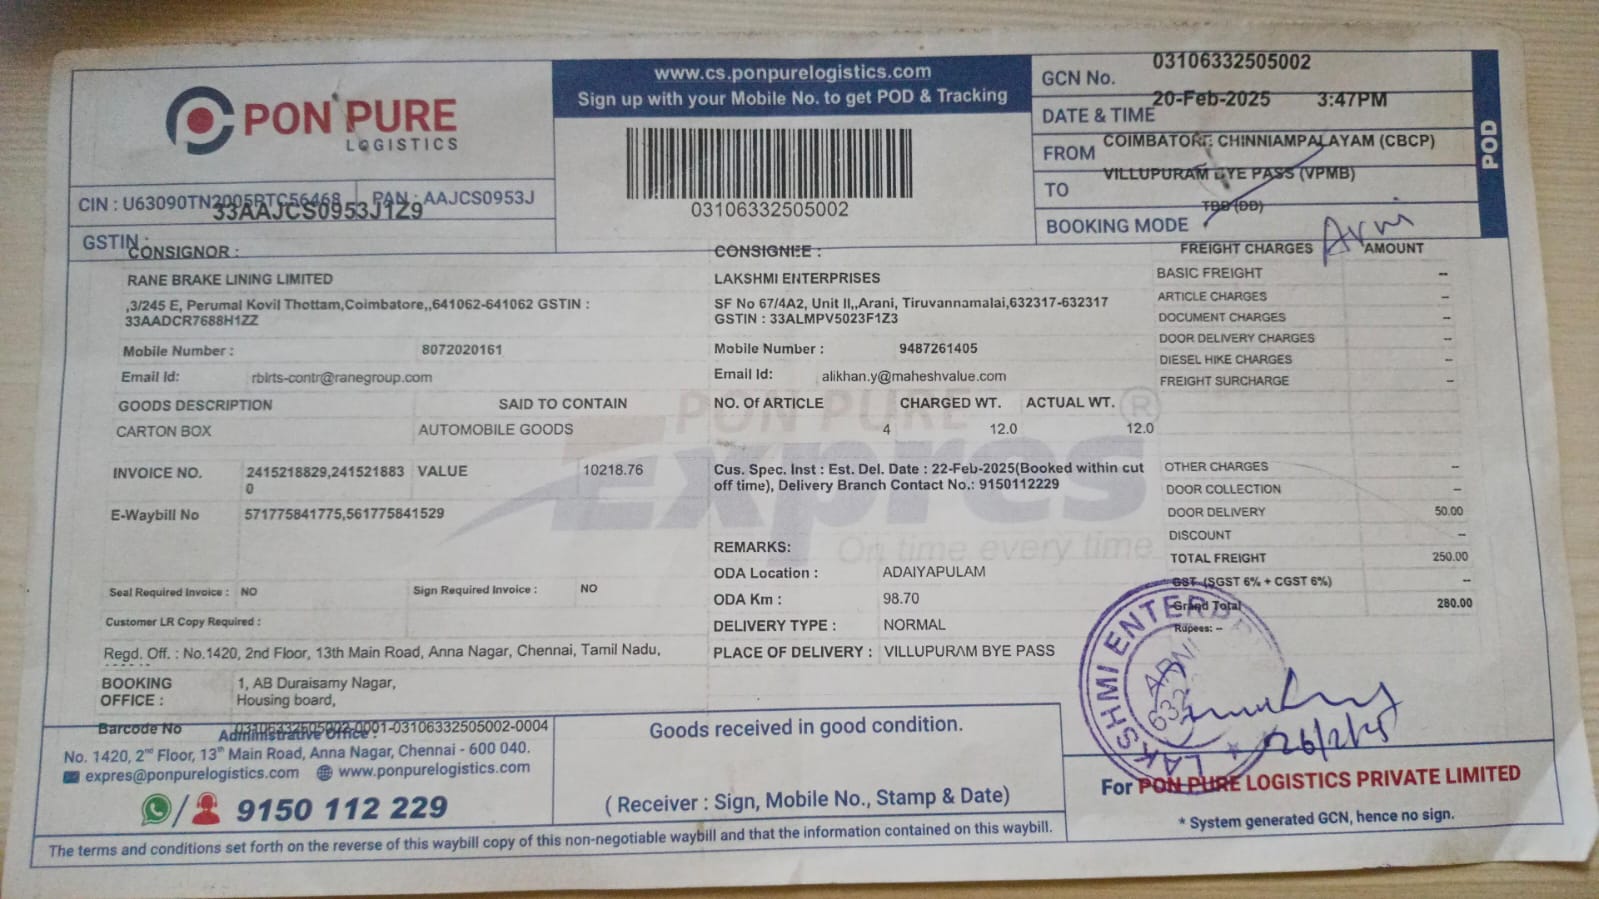 PON PURE
LOGISTICS
www.cs.ponpurelogistics.com
Sign up with your Mobile No. to get POD & Tracking
03106332505002
GCN No. 03106332505002
DATE & TIME 20-Feb-2025 3:47PM
FROM COIMBATORE CHINNIAMPALAYAM (CBCP)
TO VILLUPURAM BYE PASS (VPMB)
BOOKING MODE TBB (DD)
Arni
POD
CIN : U63090TN2005PTC56468 PAN : AAJCS0953J
GSTIN : 33AAJCS0953J1Z9
CONSIGNOR :
RANE BRAKE LINING LIMITED
,3/245 E, Perumal Kovil Thottam,Coimbatore,,641062-641062 GSTIN :
33AADCR7688H1ZZ
Mobile Number : 8072020161
Email Id: rblrts-contr@ranegroup.com
CONSIGNEE :
LAKSHMI ENTERPRISES
SF No 67/4A2, Unit II,,Arani, Tiruvannamalai,632317-632317
GSTIN : 33ALMPV5023F1Z3
Mobile Number : 9487261405
Email Id: alikhan.y@maheshvalue.com
FREIGHT CHARGES AMOUNT
BASIC FREIGHT --
ARTICLE CHARGES --
DOCUMENT CHARGES --
DOOR DELIVERY CHARGES --
DIESEL HIKE CHARGES --
FREIGHT SURCHARGE --
GOODS DESCRIPTION SAID TO CONTAIN NO. Of ARTICLE CHARGED WT. ACTUAL WT.
CARTON BOX AUTOMOBILE GOODS 4 12.0 12.0
PON PURE
Expres ®
On time every time
INVOICE NO. 2415218829,241521883 VALUE 10218.76
0
E-Waybill No 571775841775,561775841529
Cus. Spec. Inst : Est. Del. Date : 22-Feb-2025(Booked within cut
off time), Delivery Branch Contact No.: 9150112229
OTHER CHARGES --
DOOR COLLECTION --
DOOR DELIVERY 50.00
DISCOUNT --
TOTAL FREIGHT 250.00
GST (SGST 6% + CGST 6%) --
Grand Total 280.00
Rupees: --
REMARKS:
ODA Location : ADAIYAPULAM
ODA Km : 98.70
DELIVERY TYPE : NORMAL
PLACE OF DELIVERY : VILLUPURAM BYE PASS
Seal Required Invoice : NO Sign Required Invoice : NO
Customer LR Copy Required :
Regd. Off. : No.1420, 2nd Floor, 13th Main Road, Anna Nagar, Chennai, Tamil Nadu,
BOOKING 1, AB Duraisamy Nagar,
OFFICE : Housing board,
Barcode No 03106332505002-0001-03106332505002-0004
Administrative Office :
No. 1420, 2nd Floor, 13th Main Road, Anna Nagar, Chennai - 600 040.
expres@ponpurelogistics.com www.ponpurelogistics.com
/ 9150 112 229
Goods received in good condition.
( Receiver : Sign, Mobile No., Stamp & Date)
LAKSHMI ENTERPR
ARNI
632
26/2/25
For PON PURE LOGISTICS PRIVATE LIMITED
* System generated GCN, hence no sign.
The terms and conditions set forth on the reverse of this waybill copy of this non-negotiable waybill and that the information contained on this waybill.